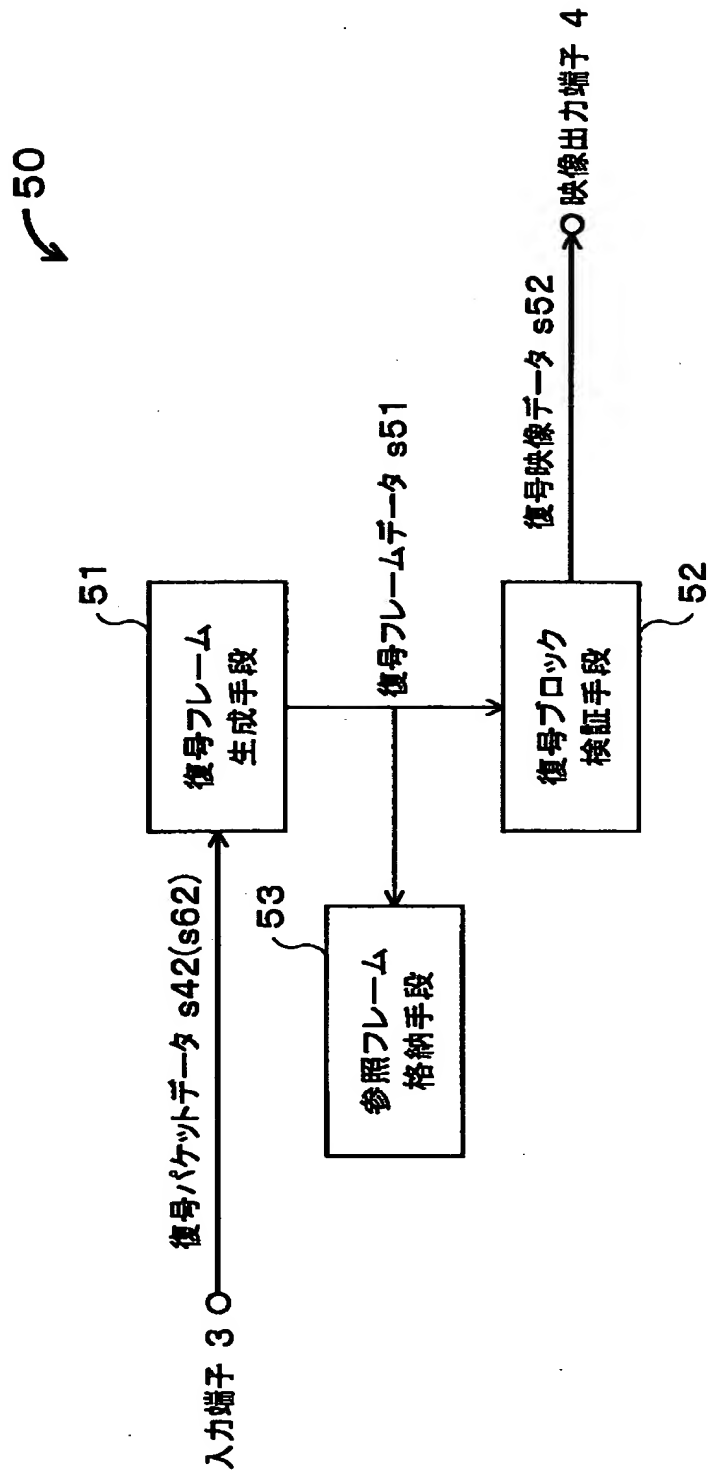 50
入力端子 3
復号パケットデータ s42(s62)
51
復号フレーム
生成手段
53
参照フレーム
格納手段
復号フレームデータ s51
復号ブロック
検証手段
52
復号映像データ s52
映像出力端子 4